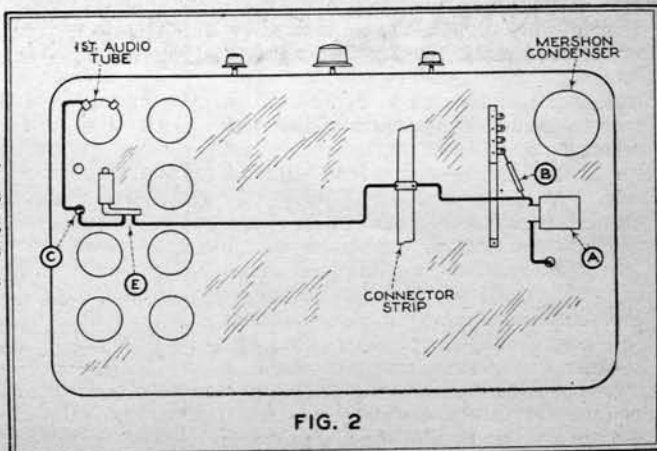 1ST. AUDIO
TUBE
MERSHON
CONDENSER
B
C
E
A
CONNECTOR
STRIP
FIG. 2